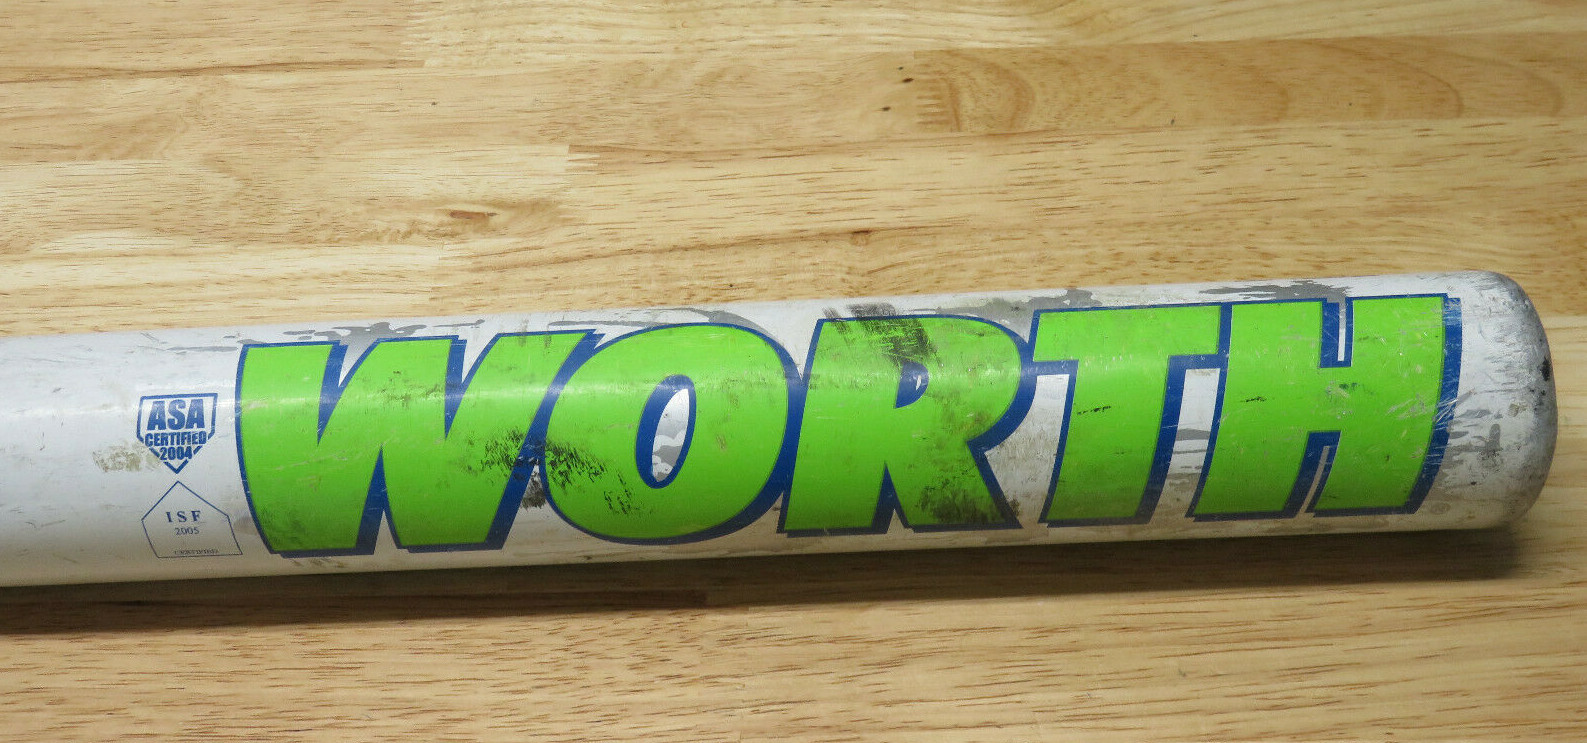 WORTH
ASA
CERTIFIED
2004
ISF
2005